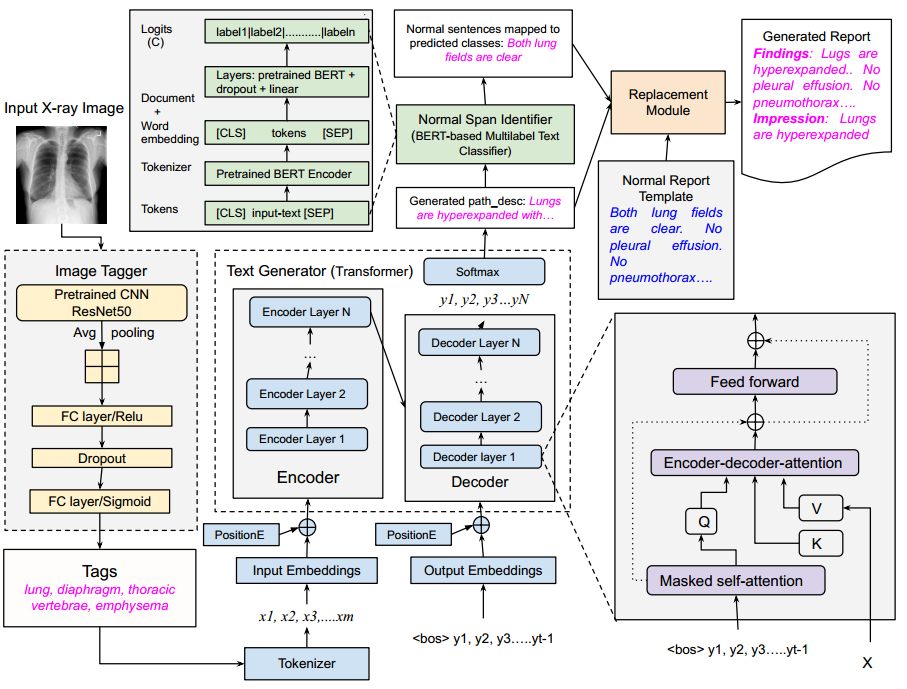 Input X-ray Image
Logits
(C)
label1|label2|..........|labeln
Layers: pretrained BERT +
dropout + linear
Document
+
Word
embedding
[CLS] tokens [SEP]
Tokenizer
Pretrained BERT Encoder
Tokens
[CLS] input-text [SEP]
Normal sentences mapped to
predicted classes: Both lung
fields are clear
Normal Span Identifier
(BERT-based Multilabel Text
Classifier)
Generated path_desc: Lungs
are hyperexpanded with…
Replacement
Module
Normal Report
Template
Both lung fields
are clear. No
pleural effusion.
No
pneumothorax….
Generated Report
Findings: Lugs are
hyperexpanded.. No
pleural effusion. No
pneumothorax….
Impression: Lungs
are hyperexpanded
Image Tagger
Pretrained CNN
ResNet50
Avg pooling
FC layer/Relu
Dropout
FC layer/Sigmoid
Tags
lung, diaphragm, thoracic
vertebrae, emphysema
Text Generator (Transformer)
Softmax
y1, y2, y3…yN
Encoder Layer N
...
Encoder Layer 2
Encoder Layer 1
Encoder
Decoder Layer N
...
Decoder Layer 2
Decoder layer 1
Decoder
PositionE
PositionE
Input Embeddings
Output Embeddings
x1, x2, x3,....xm
<bos> y1, y2, y3…..yt-1
Tokenizer
Feed forward
Encoder-decoder-attention
Q
V
K
Masked self-attention
<bos> y1, y2, y3…..yt-1
X